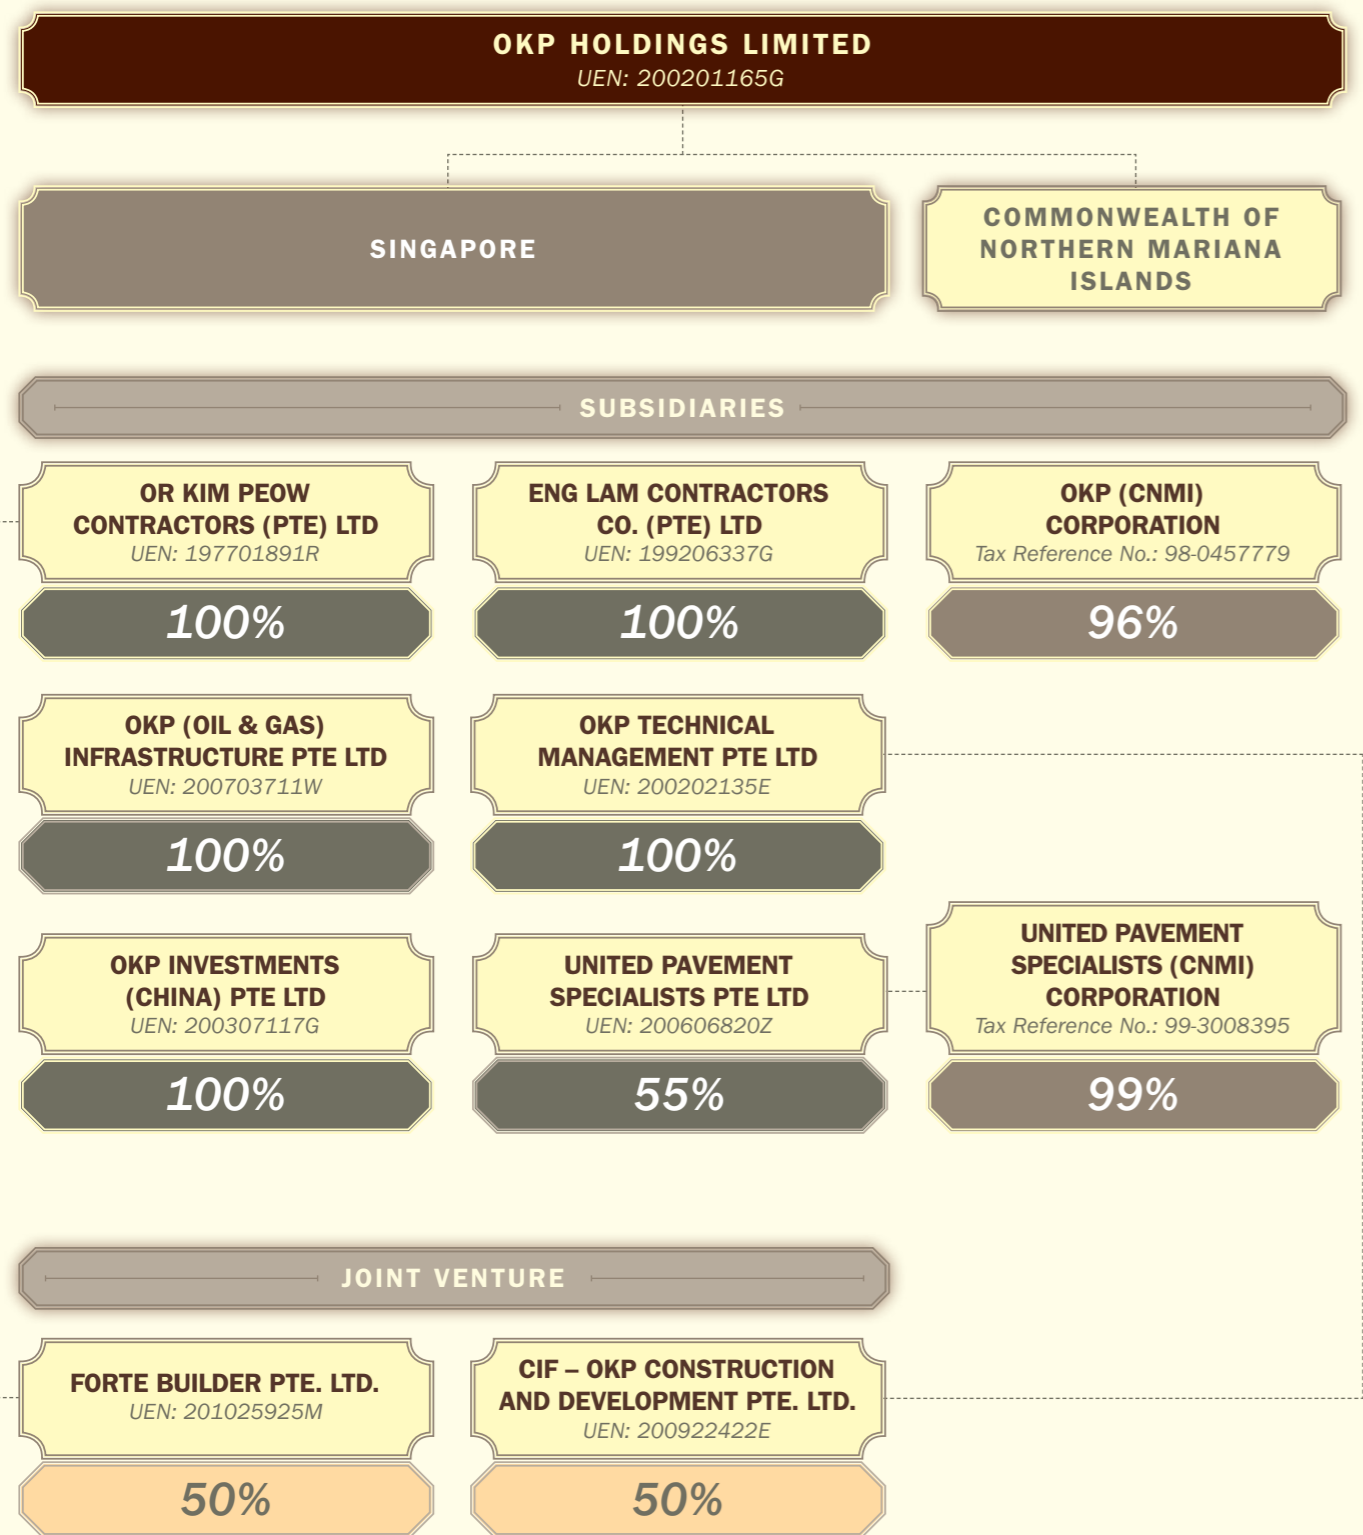 OKP HOLDINGS LIMITED
UEN: 200201165G
SINGAPORE
COMMONWEALTH OF
NORTHERN MARIANA
ISLANDS
SUBSIDIARIES
OR KIM PEOW
CONTRACTORS (PTE) LTD
UEN: 197701891R
100%
ENG LAM CONTRACTORS
CO. (PTE) LTD
UEN: 199206337G
100%
OKP (CNMI)
CORPORATION
Tax Reference No.: 98-0457779
96%
OKP (OIL & GAS)
INFRASTRUCTURE PTE LTD
UEN: 200703711W
100%
OKP TECHNICAL
MANAGEMENT PTE LTD
UEN: 200202135E
100%
OKP INVESTMENTS
(CHINA) PTE LTD
UEN: 200307117G
100%
UNITED PAVEMENT
SPECIALISTS PTE LTD
UEN: 200606820Z
55%
UNITED PAVEMENT
SPECIALISTS (CNMI)
CORPORATION
Tax Reference No.: 99-3008395
99%
JOINT VENTURE
FORTE BUILDER PTE. LTD.
UEN: 201025925M
50%
CIF – OKP CONSTRUCTION
AND DEVELOPMENT PTE. LTD.
UEN: 200922422E
50%